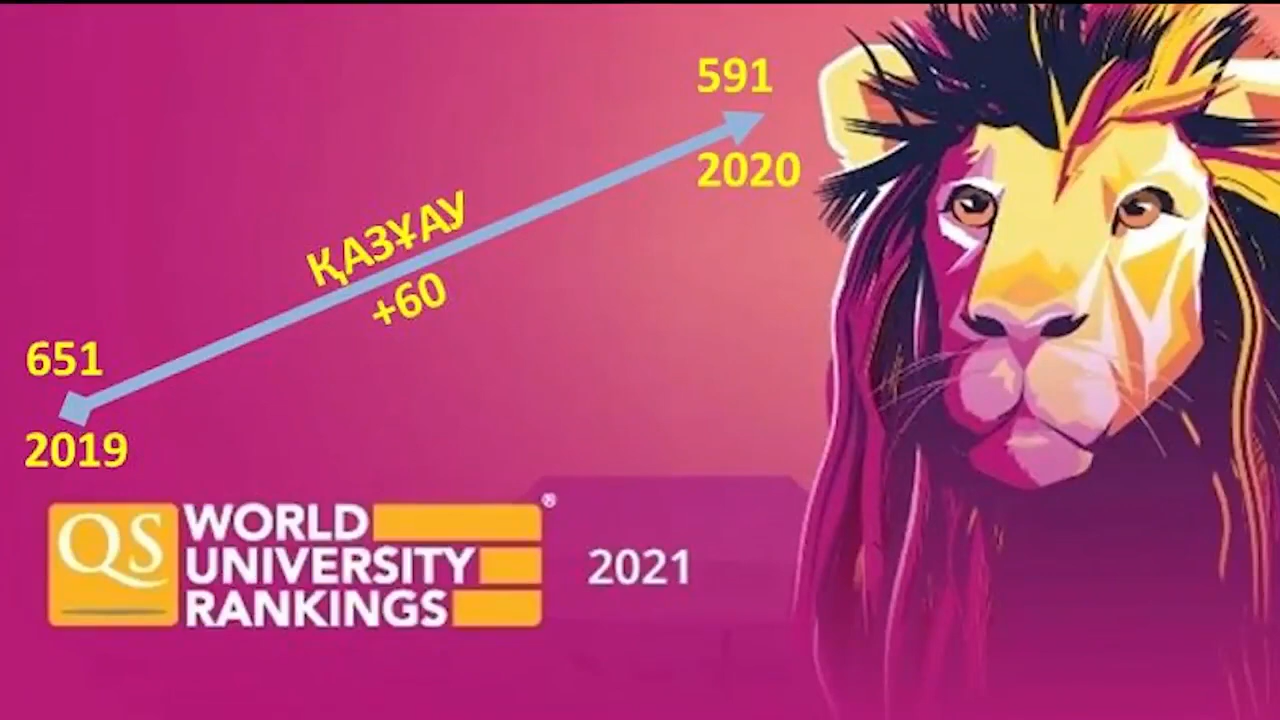 591
2020
ҚАЗҰАУ
+60
651
2019
QS
WORLD
UNIVERSITY
RANKINGS
®
2021